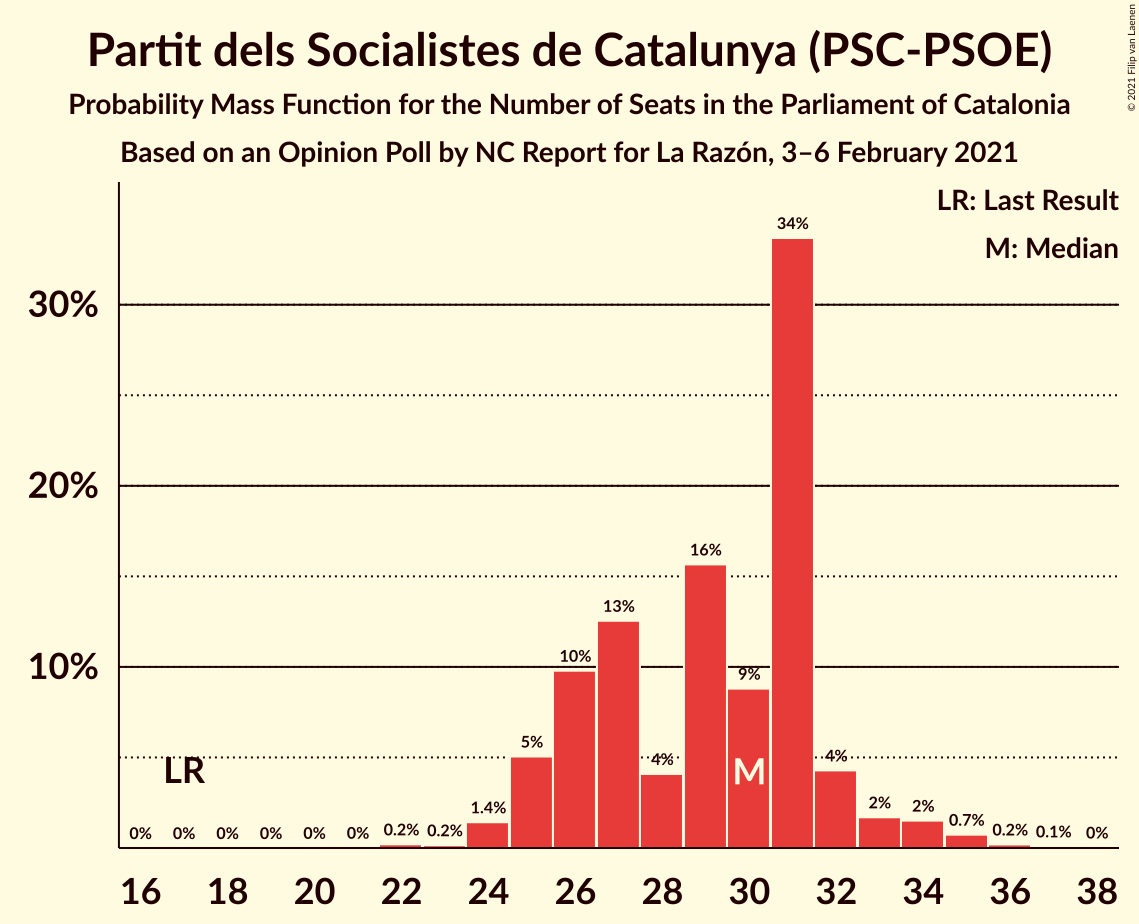 Partit dels Socialistes de Catalunya (PSC-PSOE)
Probability Mass Function for the Number of Seats in the Parliament of Catalonia
Based on an Opinion Poll by NC Report for La Razón, 3–6 February 2021
© 2021 Filip van Laenen
LR: Last Result
M: Median
34%
30%
20%
16%
13%
10%
10%
9%
5%
4%
4%
LR
M
0%
0%
0%
0%
0%
0%
0.2%
0.2%
1.4%
2%
2%
0.7%
0.2%
0.1%
0%
16 18 20 22 24 26 28 30 32 34 36 38